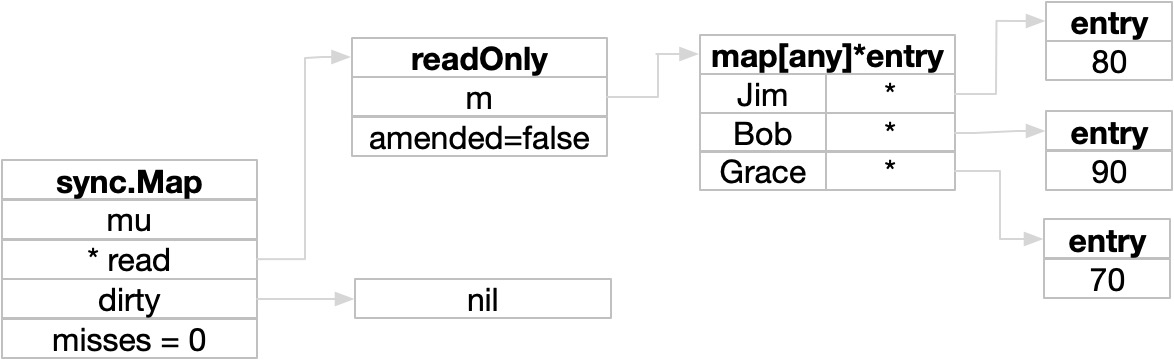 sync.Map
mu
* read
dirty
misses = 0
readOnly
m
amended=false
nil
map[any]*entry
Jim *
Bob *
Grace *
entry
80
entry
90
entry
70